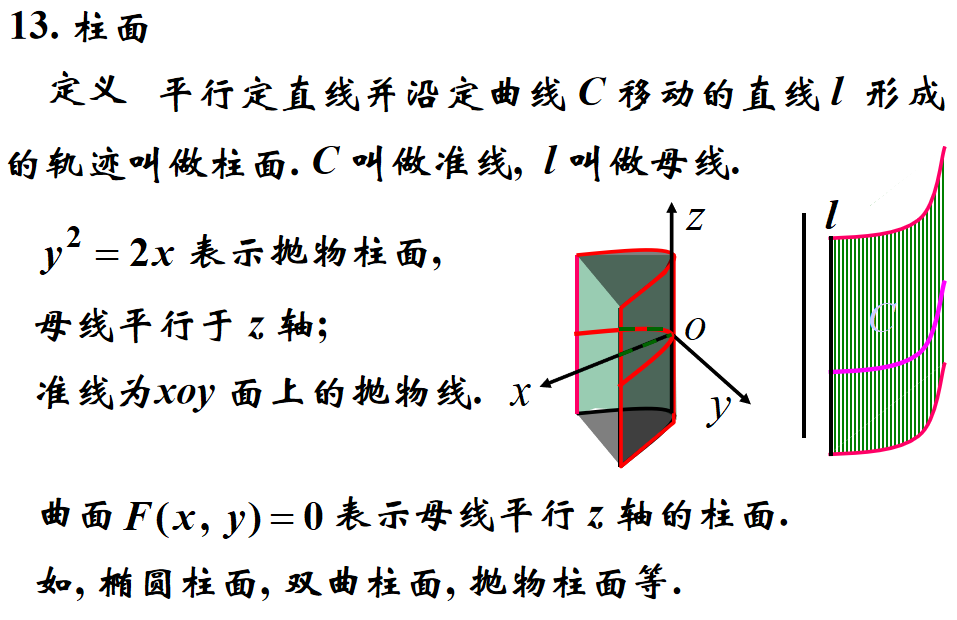 13. 柱面
定义 平行定直线并沿定曲线 C 移动的直线 l 形成
的轨迹叫做柱面. C 叫做准线, l 叫做母线.
y² = 2x 表示抛物柱面,
母线平行于 z 轴;
准线为xoy 面上的抛物线.
z
o
x
y
l
C
曲面 F(x, y) = 0 表示母线平行 z 轴的柱面.
如, 椭圆柱面, 双曲柱面, 抛物柱面等.